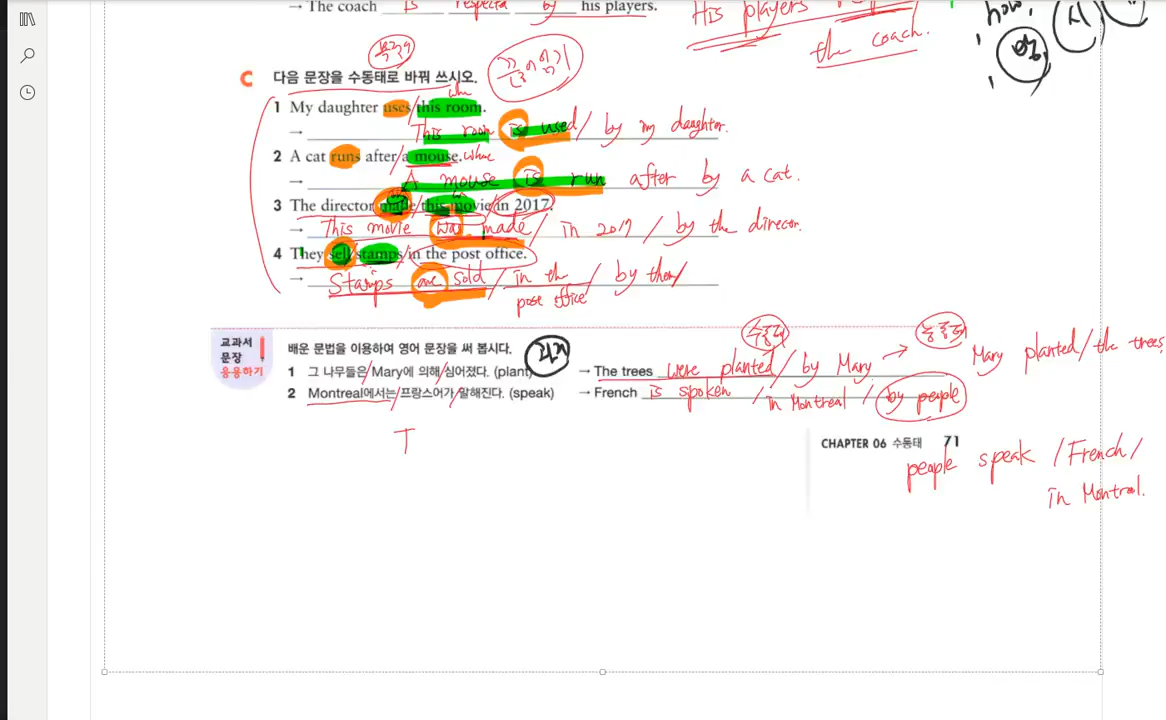 → The coach is respected by his players.
His players
the coach.
how,
시
목적어
끊어읽기
C 다음 문장을 수동태로 바꿔 쓰시오.
1 My daughter uses/this room.
→ This room is used/ by my daughter.
2 A cat runs after/a mouse.
→ A mouse is run after by a cat.
3 The director made/this movie/in 2017.
→ This movie was made/ in 2017 / by the director.
4 They sell/stamps/in the post office.
→ Stamps are sold / in the post office / by them/
교과서 문장 응용하기
배운 문법을 이용하여 영어 문장을 써 봅시다.
과거
수동태
능동태
1 그 나무들은/Mary에 의해/심어졌다. (plant) → The trees were planted/ by Mary.
→ Mary planted/the trees,
2 Montreal에서는/프랑스어가/말해진다. (speak) → French is spoken / in Montreal / by people
T
CHAPTER 06 수동태 71
people speak /French/
in Montreal.